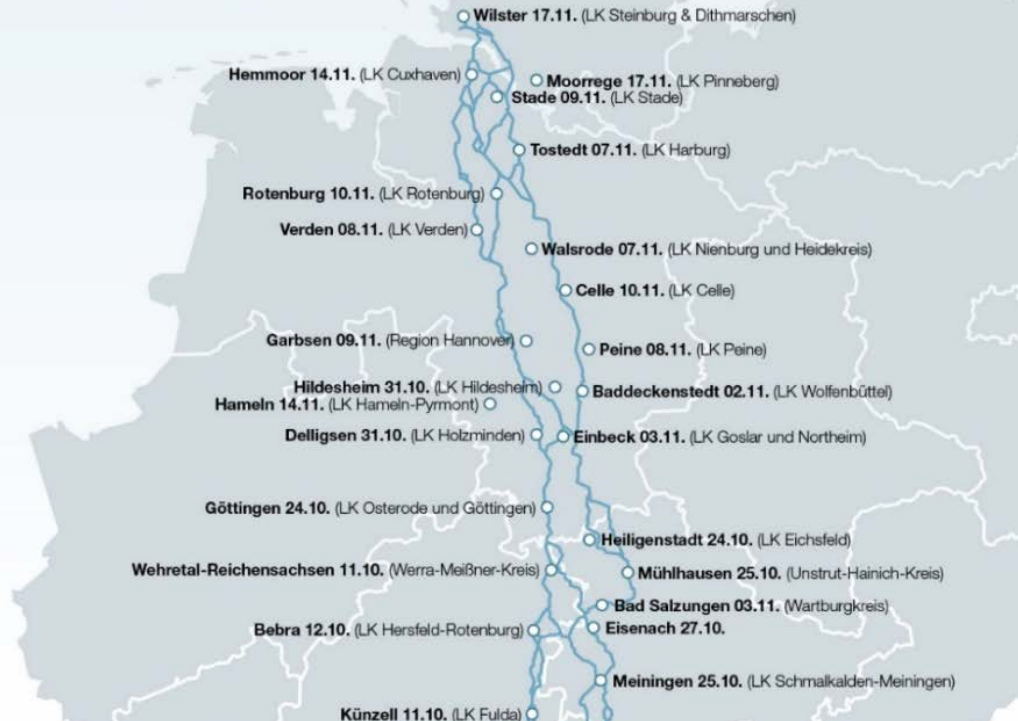 Wilster 17.11. (LK Steinburg & Dithmarschen)
Hemmoor 14.11. (LK Cuxhaven)
Moorrege 17.11. (LK Pinneberg)
Stade 09.11. (LK Stade)
Tostedt 07.11. (LK Harburg)
Rotenburg 10.11. (LK Rotenburg)
Verden 08.11. (LK Verden)
Walsrode 07.11. (LK Nienburg und Heidekreis)
Celle 10.11. (LK Celle)
Garbsen 09.11. (Region Hannover)
Peine 08.11. (LK Peine)
Hildesheim 31.10. (LK Hildesheim)
Baddeckenstedt 02.11. (LK Wolfenbüttel)
Hameln 14.11. (LK Hameln-Pyrmont)
Delligsen 31.10. (LK Holzminden)
Einbeck 03.11. (LK Goslar und Northeim)
Göttingen 24.10. (LK Osterode und Göttingen)
Heiligenstadt 24.10. (LK Eichsfeld)
Wehretal-Reichensachsen 11.10. (Werra-Meißner-Kreis)
Mühlhausen 25.10. (Unstrut-Hainich-Kreis)
Bad Salzungen 03.11. (Wartburgkreis)
Bebra 12.10. (LK Hersfeld-Rotenburg)
Eisenach 27.10.
Meiningen 25.10. (LK Schmalkalden-Meiningen)
Künzell 11.10. (LK Fulda)